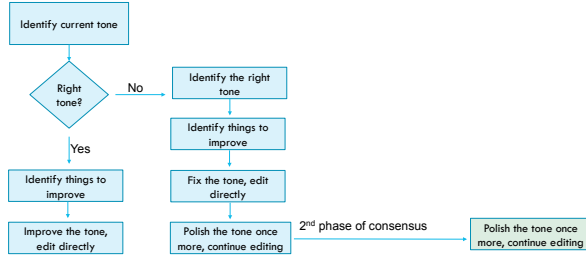 Identify current tone
Right
tone?
No
Yes
Identify things to
improve
Improve the tone,
edit directly
Identify the right
tone
Identify things to
improve
Fix the tone, edit
directly
Polish the tone once
more, continue editing
2nd phase of consensus
Polish the tone once
more, continue editing